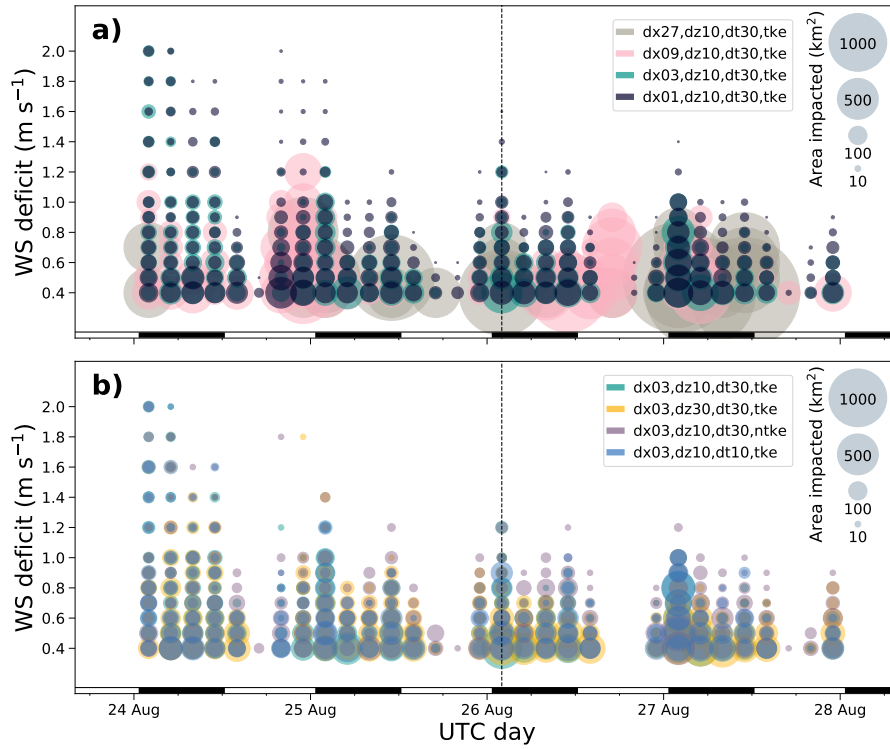 a)
WS deficit (m s⁻¹)
2.0
1.8
1.6
1.4
1.2
1.0
0.8
0.6
0.4
dx27,dz10,dt30,tke
dx09,dz10,dt30,tke
dx03,dz10,dt30,tke
dx01,dz10,dt30,tke
Area impacted (km²)
1000
500
100
10
b)
WS deficit (m s⁻¹)
2.0
1.8
1.6
1.4
1.2
1.0
0.8
0.6
0.4
dx03,dz10,dt30,tke
dx03,dz30,dt30,tke
dx03,dz10,dt30,ntke
dx03,dz10,dt10,tke
Area impacted (km²)
1000
500
100
10
24 Aug
25 Aug
26 Aug
27 Aug
28 Aug
UTC day